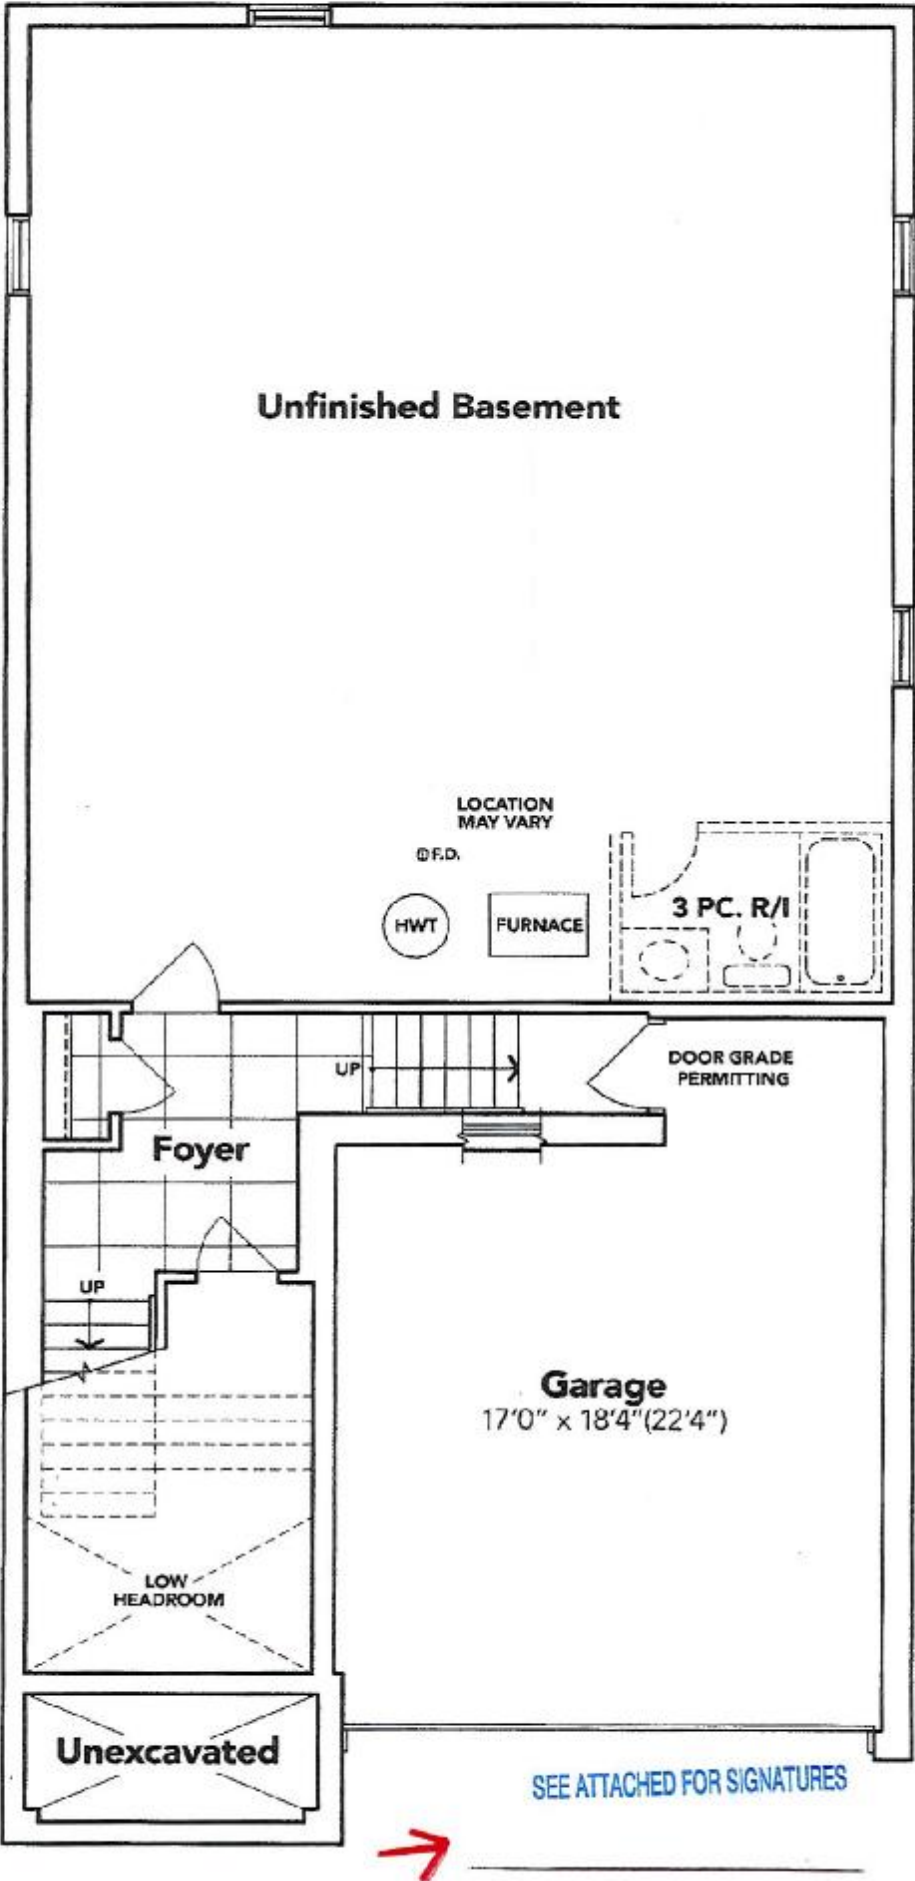 Unfinished Basement
LOCATION
MAY VARY
F.D.
HWT
FURNACE
3 PC. R/I
UP
DOOR GRADE
PERMITTING
Foyer
UP
Garage
17'0" x 18'4"(22'4")
LOW
HEADROOM
Unexcavated
SEE ATTACHED FOR SIGNATURES